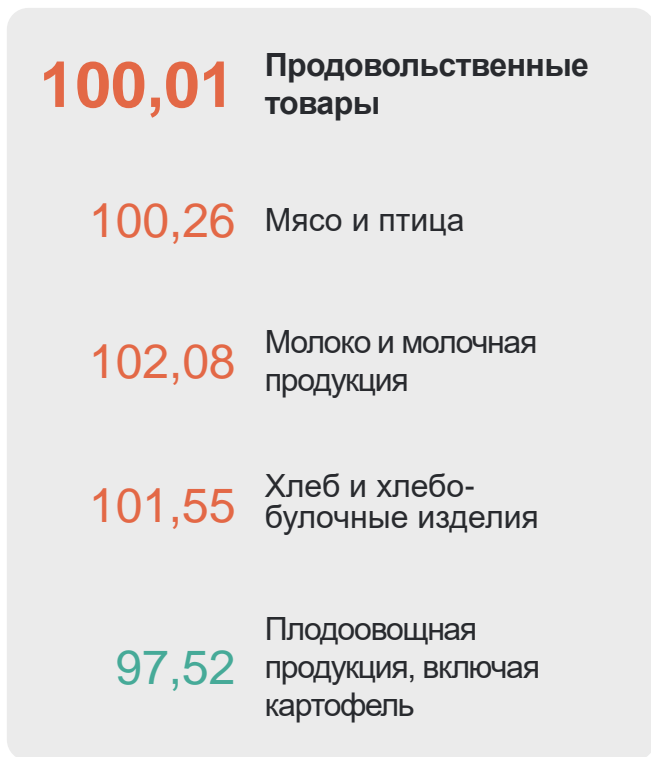 100,01 Продовольственные
товары
100,26 Мясо и птица
102,08 Молоко и молочная
продукция
101,55 Хлеб и хлебо-
булочные изделия
97,52 Плодоовощная
продукция, включая
картофель